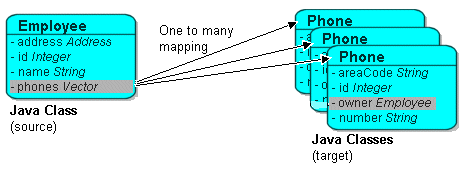 Employee
- address Address
- id Integer
- name String
- phones Vector
Java Class
(source)
One to many
mapping
Phone
Phone
Phone
- areaCode String
- id Integer
- owner Employee
- number String
Java Classes
(target)